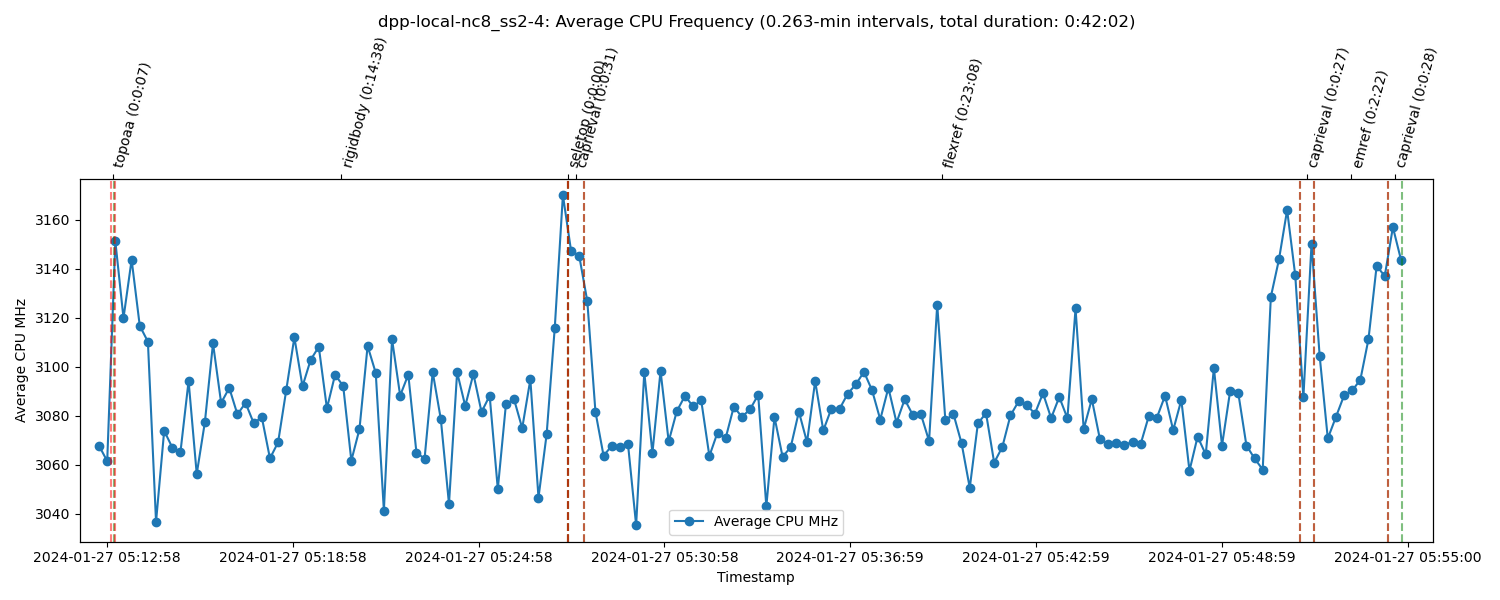 dpp-local-nc8_ss2-4: Average CPU Frequency (0.263-min intervals, total duration: 0:42:02)
topoaa (0:0:07)
rigidbody (0:14:38)
seletop (0:0:00)
caprieval (0:0:31)
flexref (0:23:08)
caprieval (0:0:27)
emref (0:2:22)
caprieval (0:0:28)
Average CPU MHz
3160
3140
3120
3100
3080
3060
3040
Average CPU MHz
2024-01-27 05:12:58
2024-01-27 05:18:58
2024-01-27 05:24:58
2024-01-27 05:30:58
2024-01-27 05:36:59
2024-01-27 05:42:59
2024-01-27 05:48:59
2024-01-27 05:55:00
Timestamp